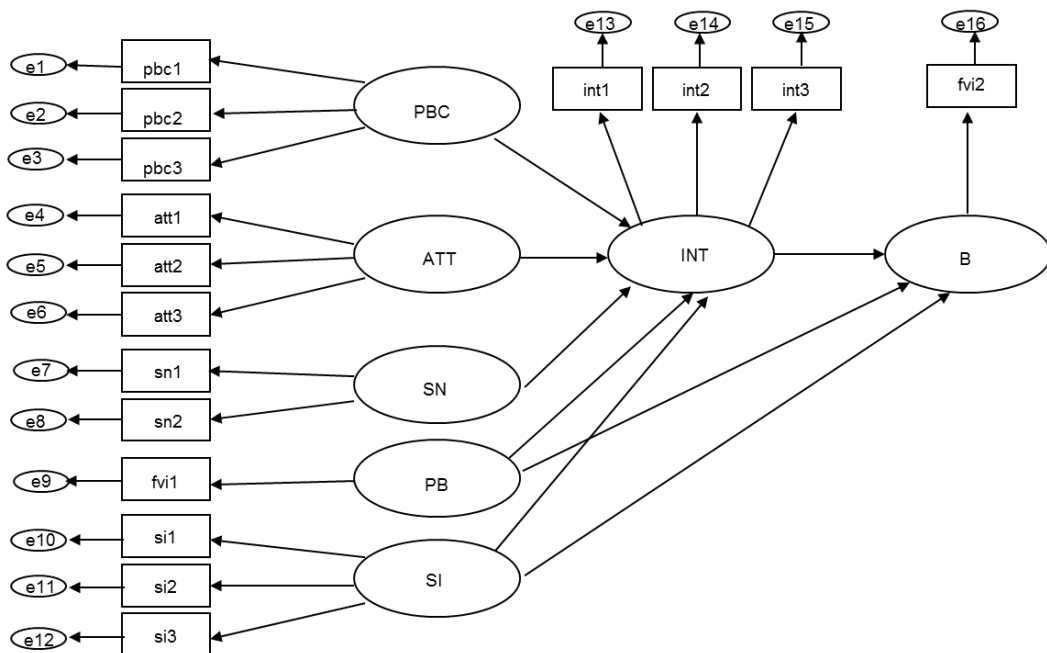 e13
e14
e15
e16
int1
int2
int3
fvi2
e1
pbc1
e2
pbc2
e3
pbc3
PBC
e4
att1
e5
att2
e6
att3
ATT
INT
B
e7
sn1
e8
sn2
SN
e9
fvi1
PB
e10
si1
e11
si2
e12
si3
SI